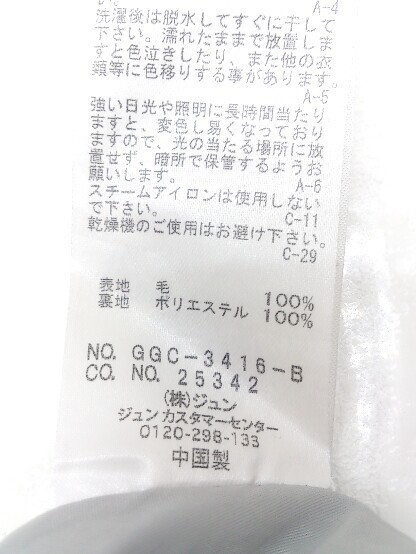 い。 A-4
洗濯後は脱水してすぐに干して
下さい。濡れたままで放置しま
すと色泣きしたり、また他の衣
類等に色移りする事があります。
A-5
強い日光や照明に長時間当たり
ますと、変色し易くなっており
ますので、光の当たる場所に放
置せず、暗所で保管するようお
願いします。 A-6
スチームアイロンは使用しない
で下さい。 C-11
乾燥機のご使用はお避け下さい。
C-29
表地 毛 100%
裏地 ポリエステル 100%
NO. GGC-3416-B
CO. NO. 25342
(株)ジュン
ジュンカスタマーセンター
0120-298-133
中国製